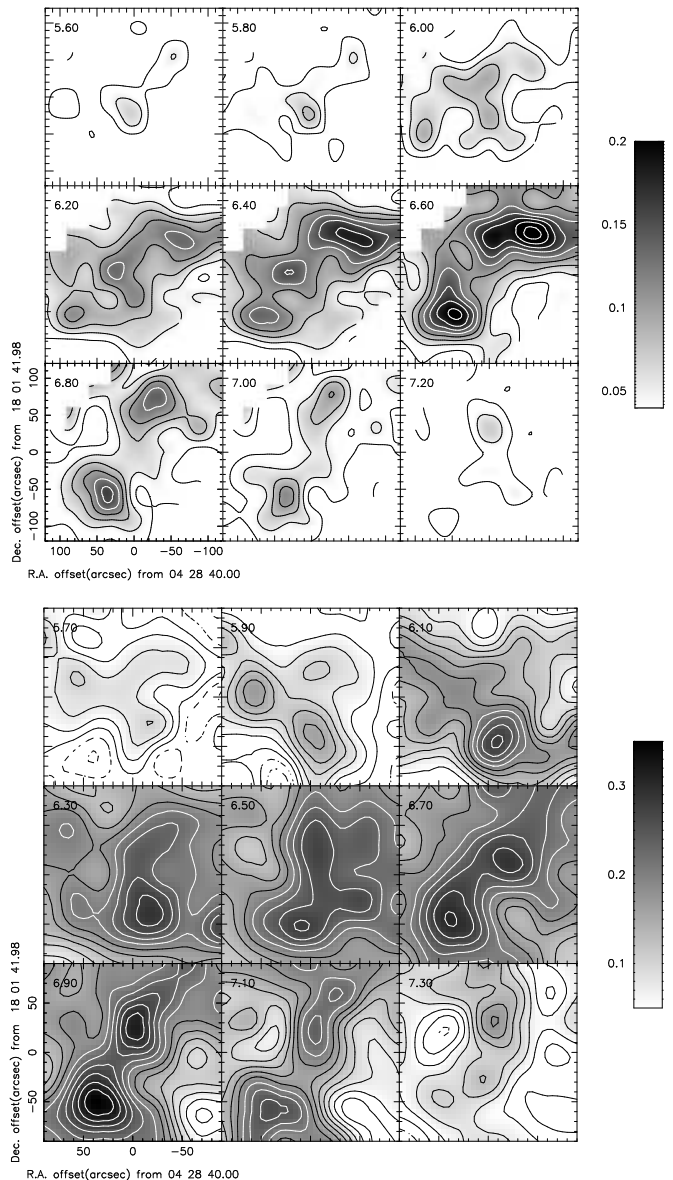 5.60 5.80 6.00
0.2
6.20 6.40 6.60
0.15
0.1
0.05
6.80 7.00 7.20
Dec. offset(arcsec) from 18 01 41.98
100
50
0
−50
−100
100 50 0 −50 −100
R.A. offset(arcsec) from 04 28 40.00
5.70 5.90 6.10
0.3
6.30 6.50 6.70
0.2
0.1
6.90 7.10 7.30
Dec. offset(arcsec) from 18 01 41.98
50
0
−50
50 0 −50
R.A. offset(arcsec) from 04 28 40.00